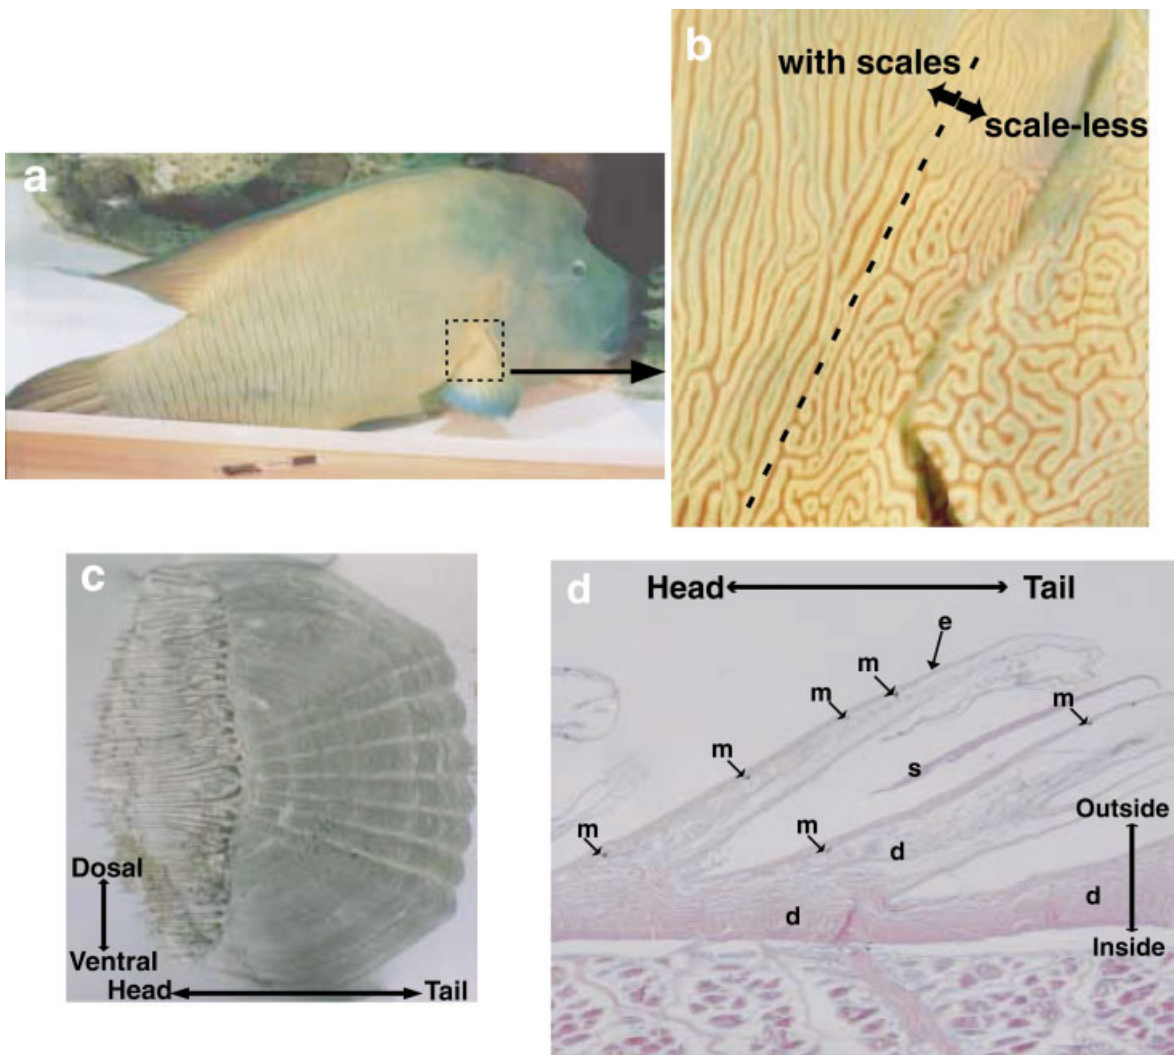 a
b
with scales
scale-less
c
Dosal
Ventral
Head
Tail
d
Head
Tail
e
m
m
m
m
s
m
m
d
d
d
Outside
Inside